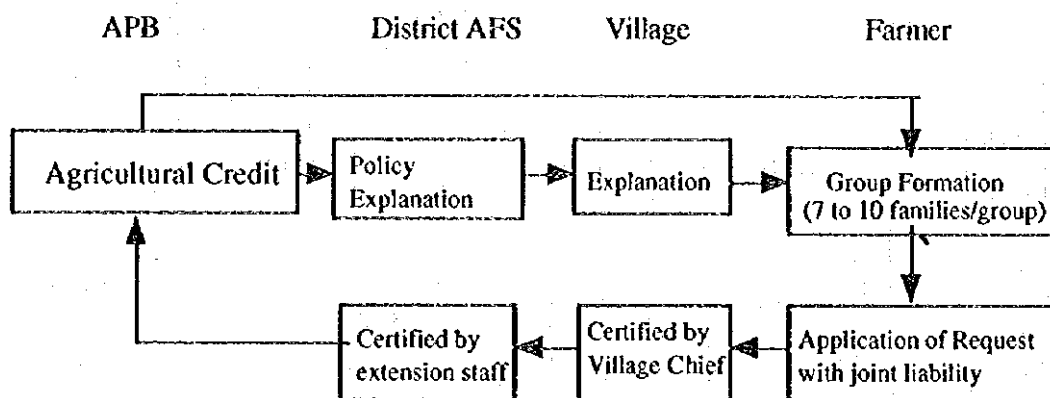 APB District AFS Village Farmer
Agricultural Credit
Policy
Explanation
Explanation
Group Formation
(7 to 10 families/group)
Certified by
extension staff
Certified by
Village Chief
Application of Request
with joint liability